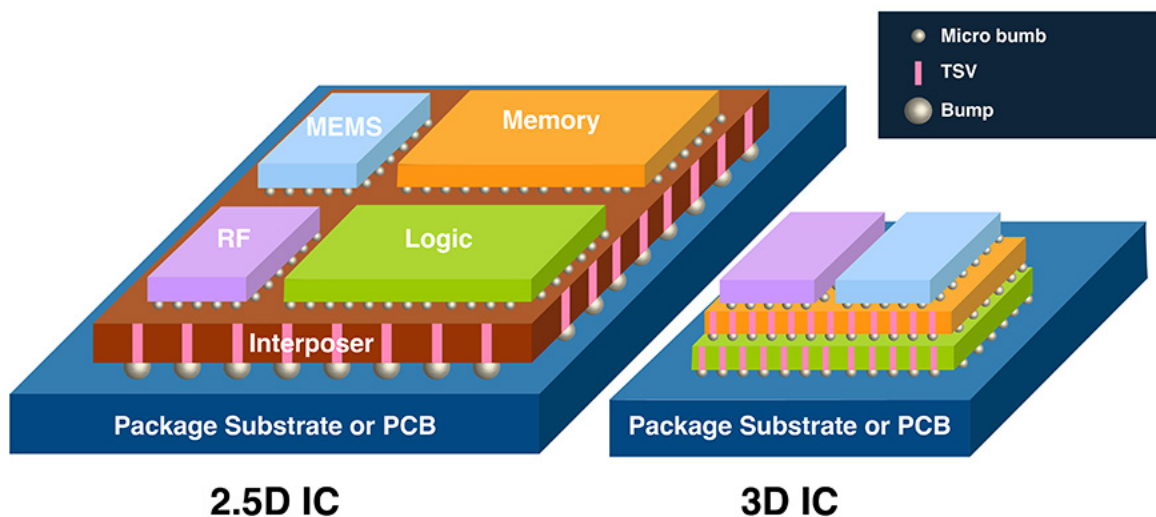 Micro bumb
TSV
Bump
MEMS
Memory
RF
Logic
Interposer
Package Substrate or PCB
Package Substrate or PCB
2.5D IC
3D IC